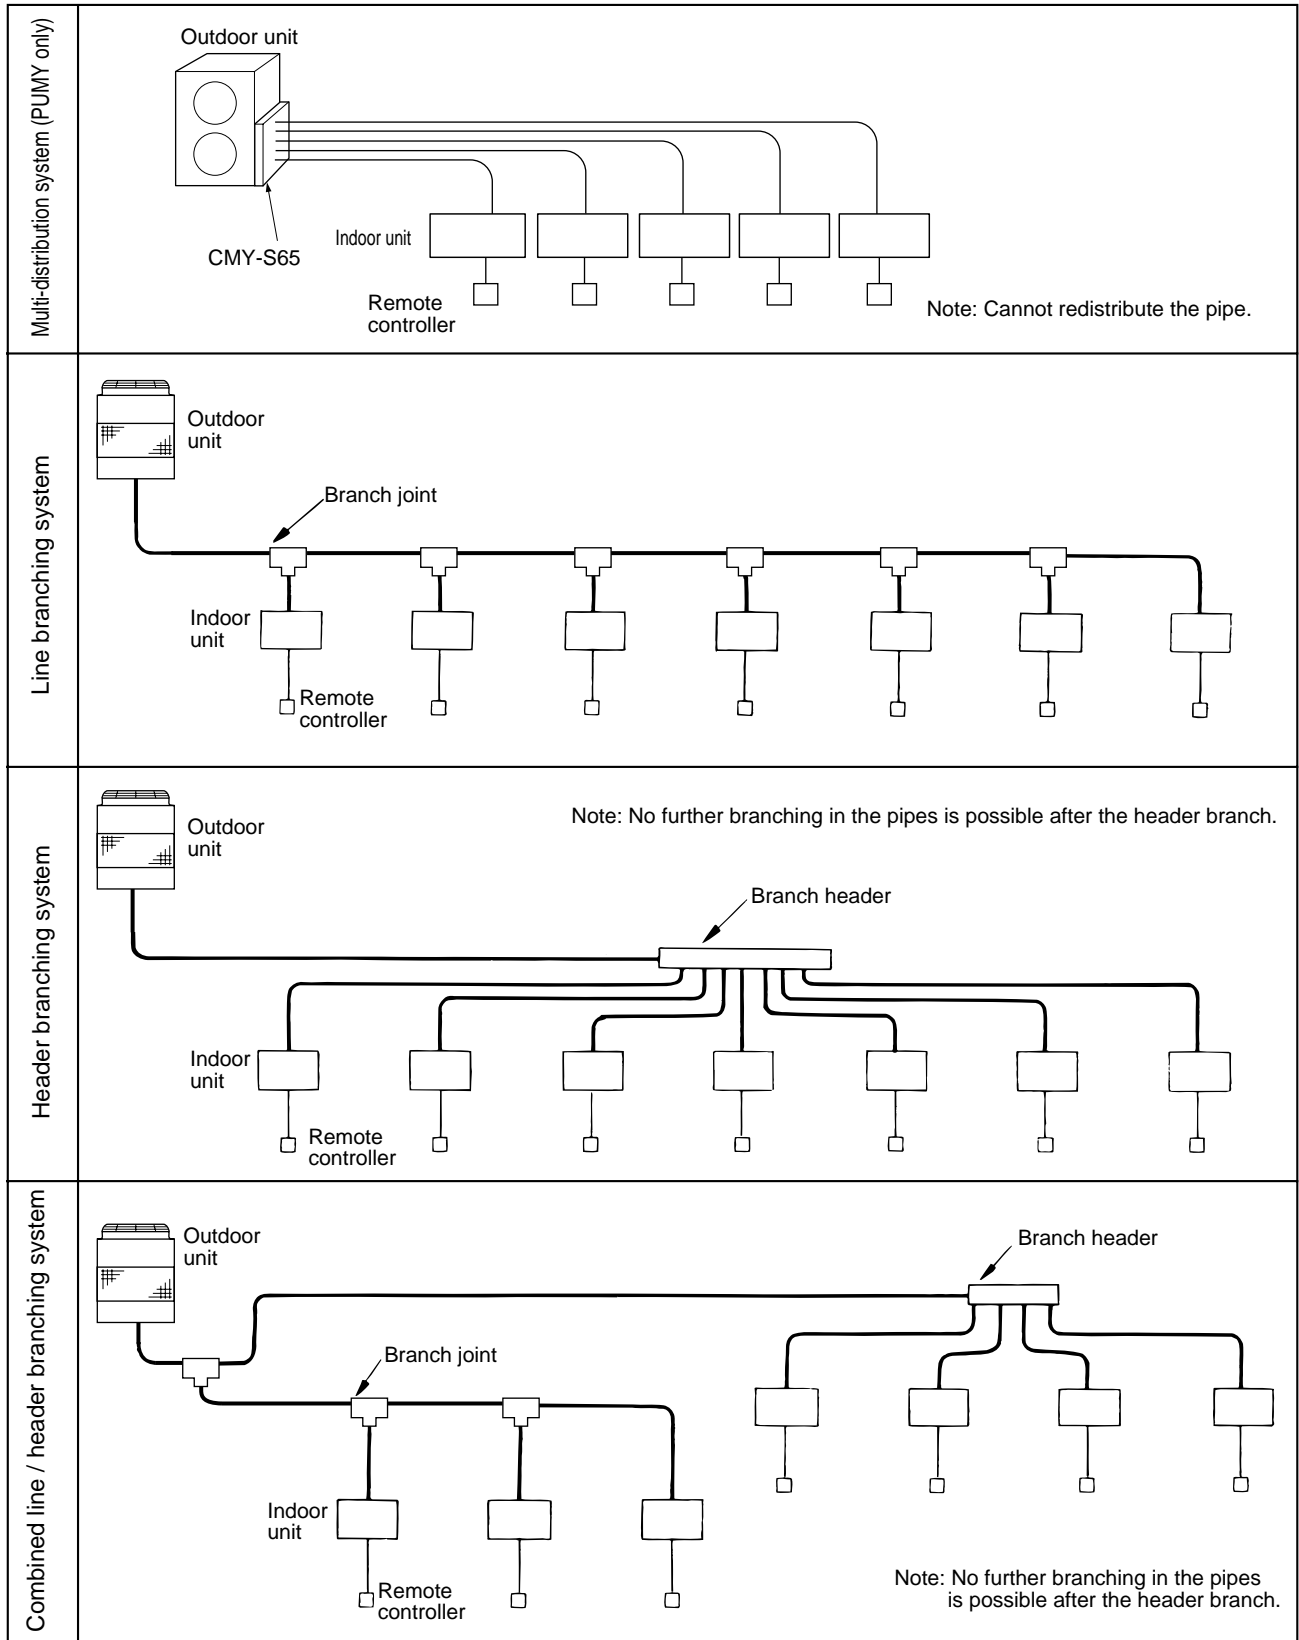 Multi-distribution system (PUMY only)
Outdoor unit
CMY-S65
Indoor unit
Remote
controller
Note: Cannot redistribute the pipe.
Line branching system
Outdoor
unit
Branch joint
Indoor
unit
Remote
controller
Header branching system
Outdoor
unit
Note: No further branching in the pipes is possible after the header branch.
Branch header
Indoor
unit
Remote
controller
Combined line / header branching system
Outdoor
unit
Branch header
Branch joint
Indoor
unit
Remote
controller
Note: No further branching in the pipes
is possible after the header branch.